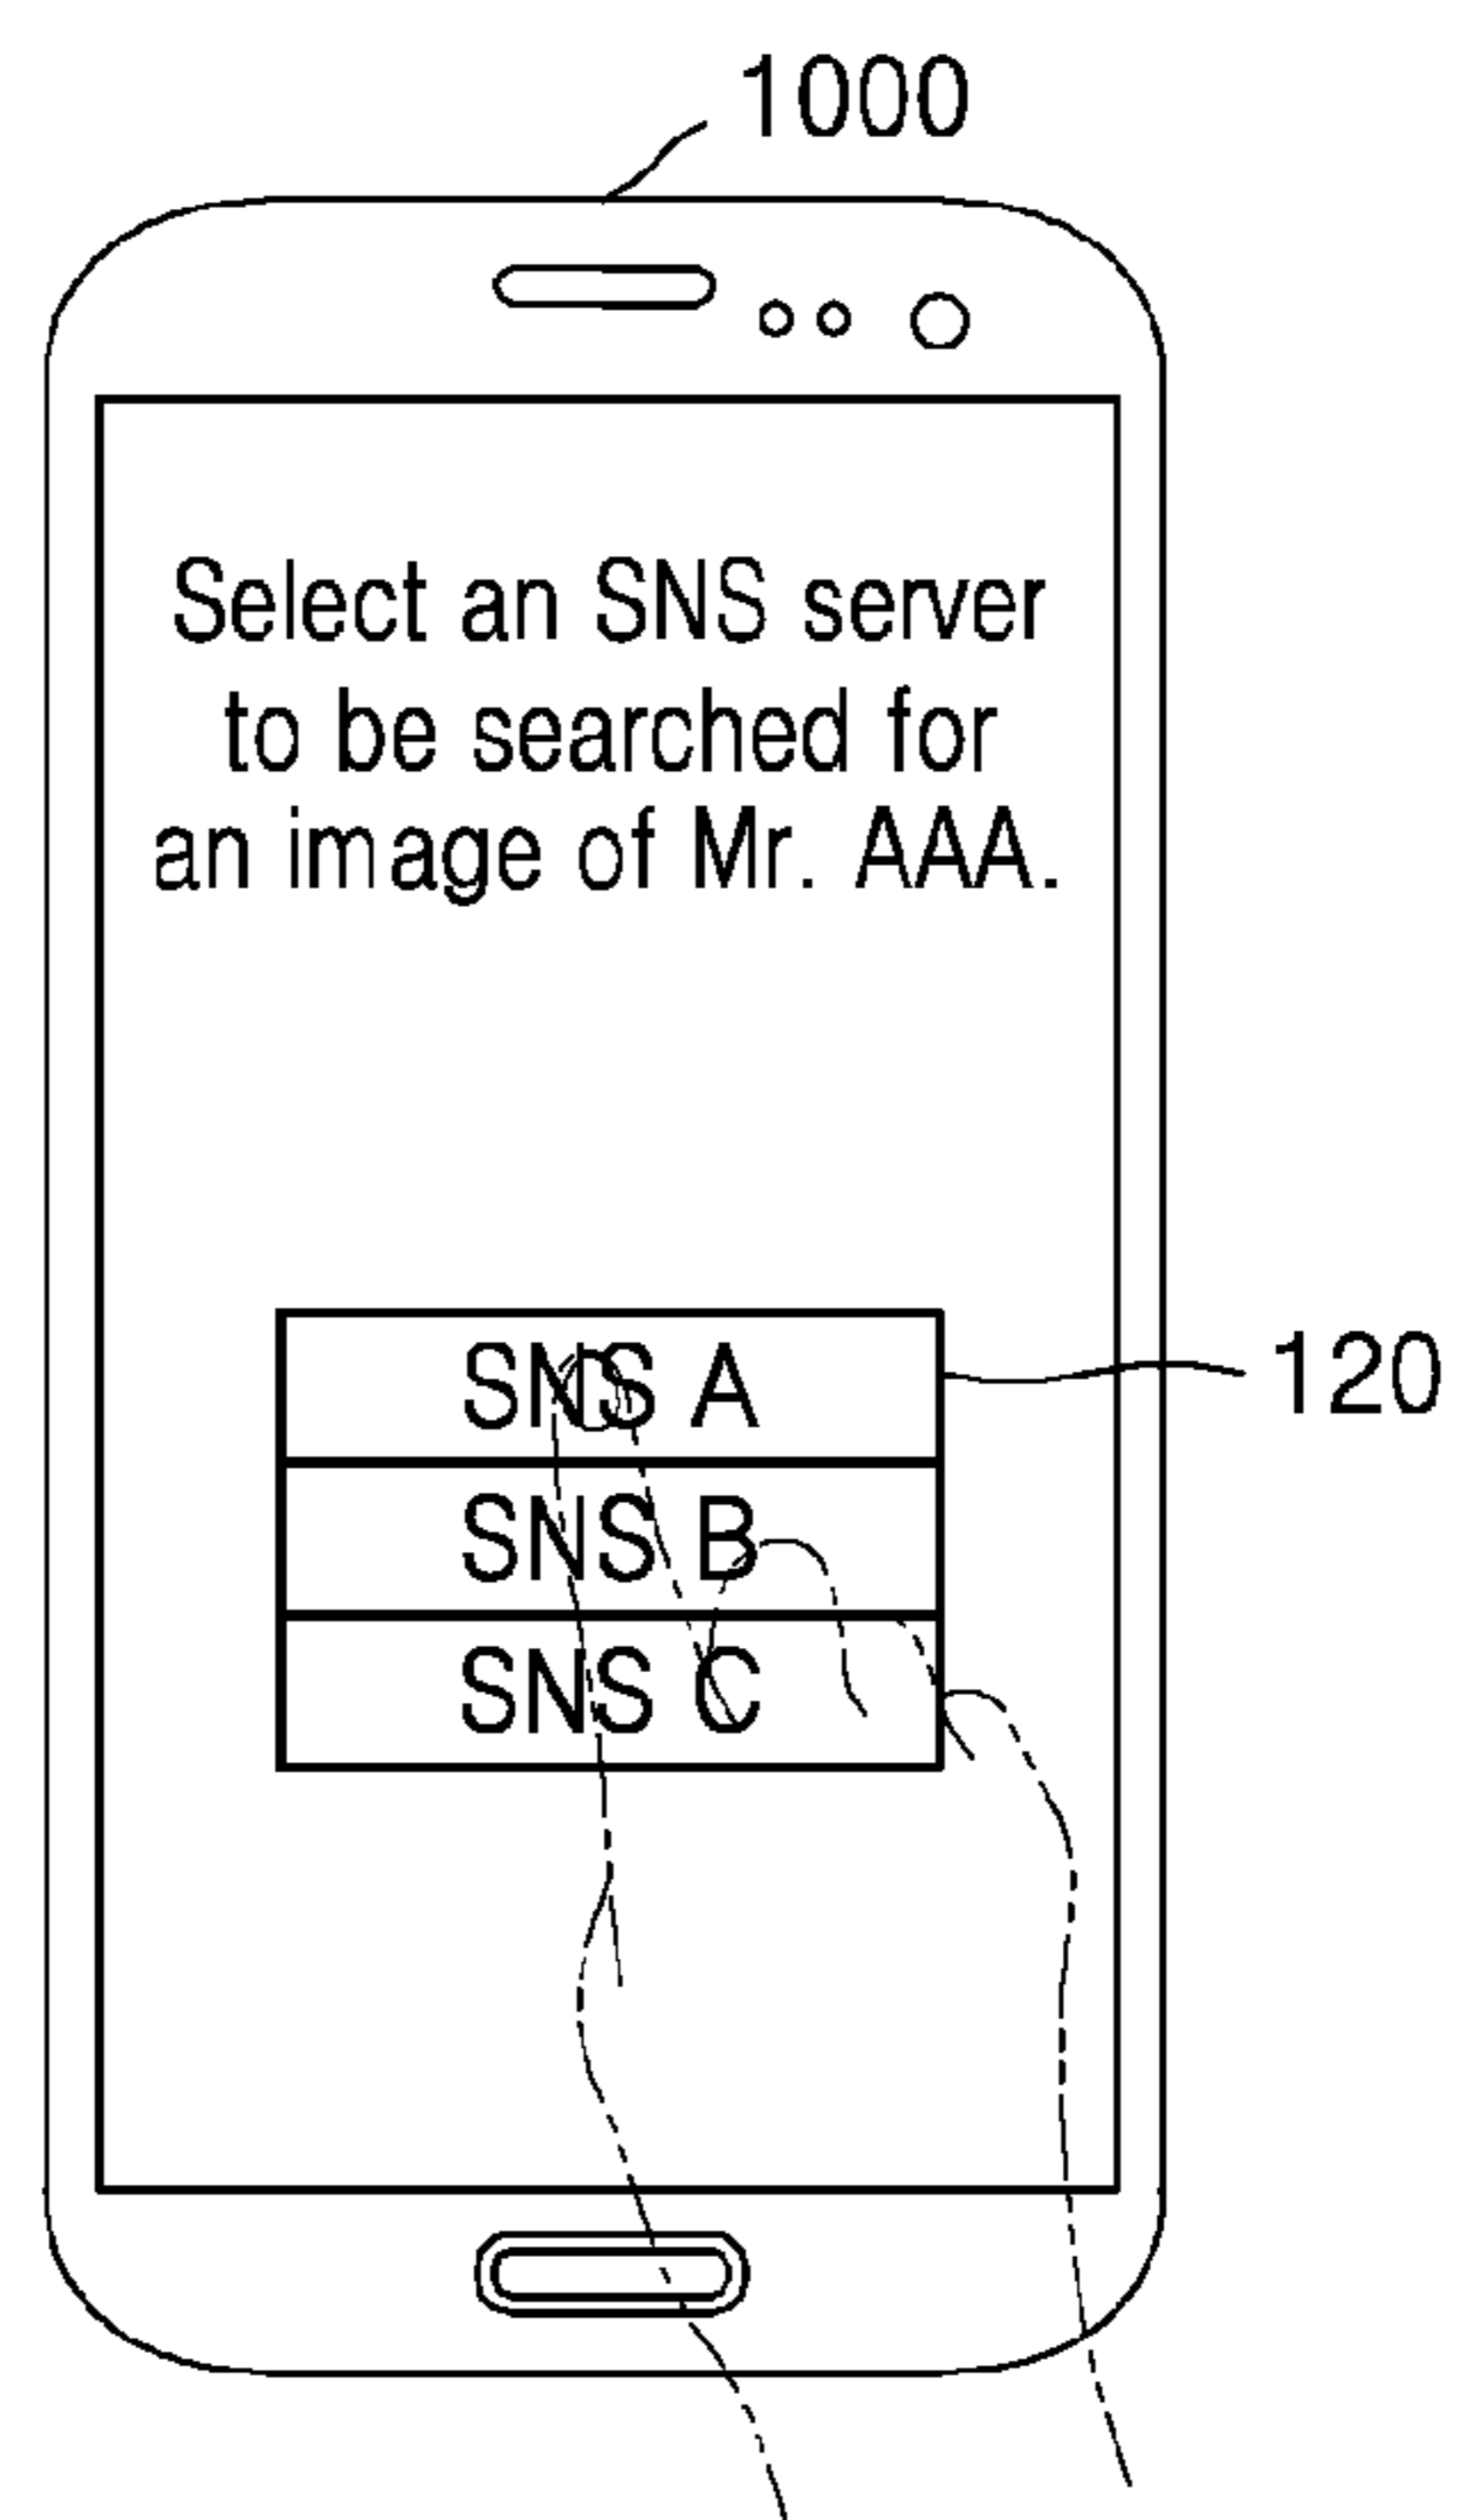 1000
Select an SNS server
to be searched for
an image of Mr. AAA.
SNS A
120
SNS B
SNS C